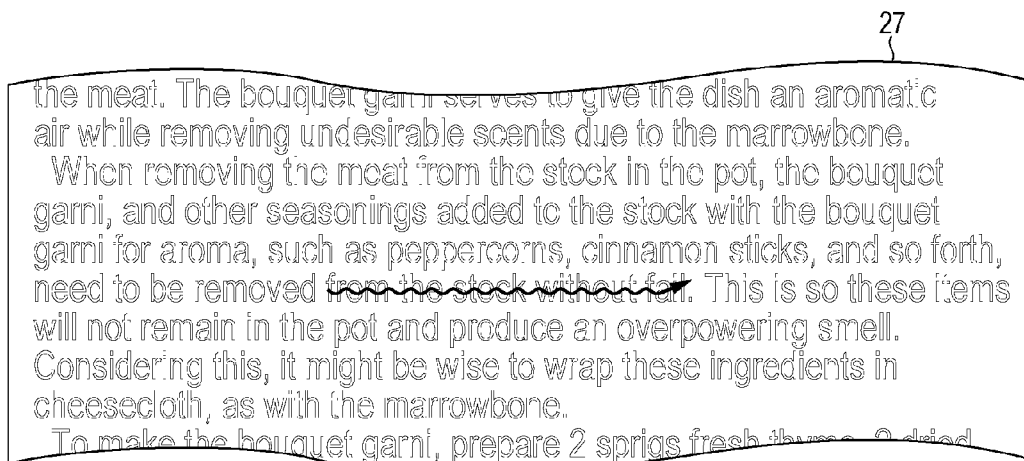 27
the meat. The bouquet garni serves to give the dish an aromatic
air while removing undesirable scents due to the marrowbone.
When removing the meat from the stock in the pot, the bouquet
garni, and other seasonings added to the stock with the bouquet
garni for aroma, such as peppercorns, cinnamon sticks, and so forth,
need to be removed from the stock without fail. This is so these items
will not remain in the pot and produce an overpowering smell.
Considering this, it might be wise to wrap these ingredients in
cheesecloth, as with the marrowbone.
To make the bouquet garni, prepare 2 sprigs fresh thyme, 2 dried